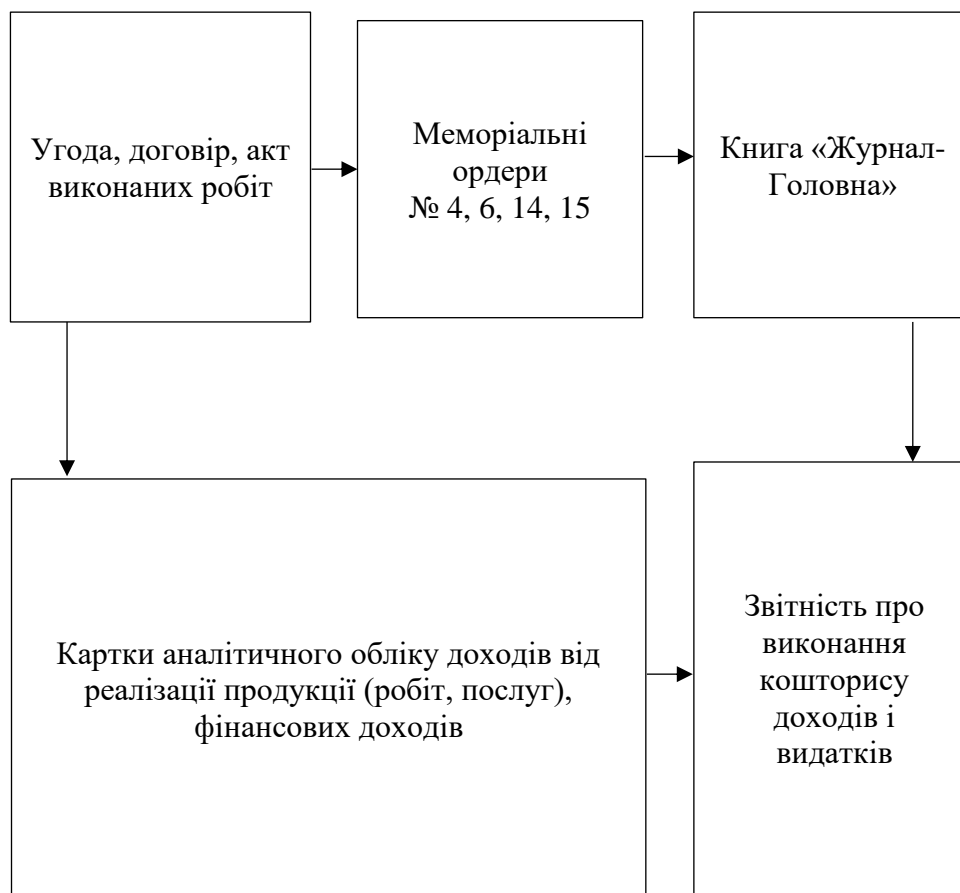 Угода, договір, акт
виконаних робіт
Меморіальні
ордери
№ 4, 6, 14, 15
Книга «Журнал-
Головна»
Картки аналітичного обліку доходів від
реалізації продукції (робіт, послуг),
фінансових доходів
Звітність про
виконання
кошторису
доходів і
видатків